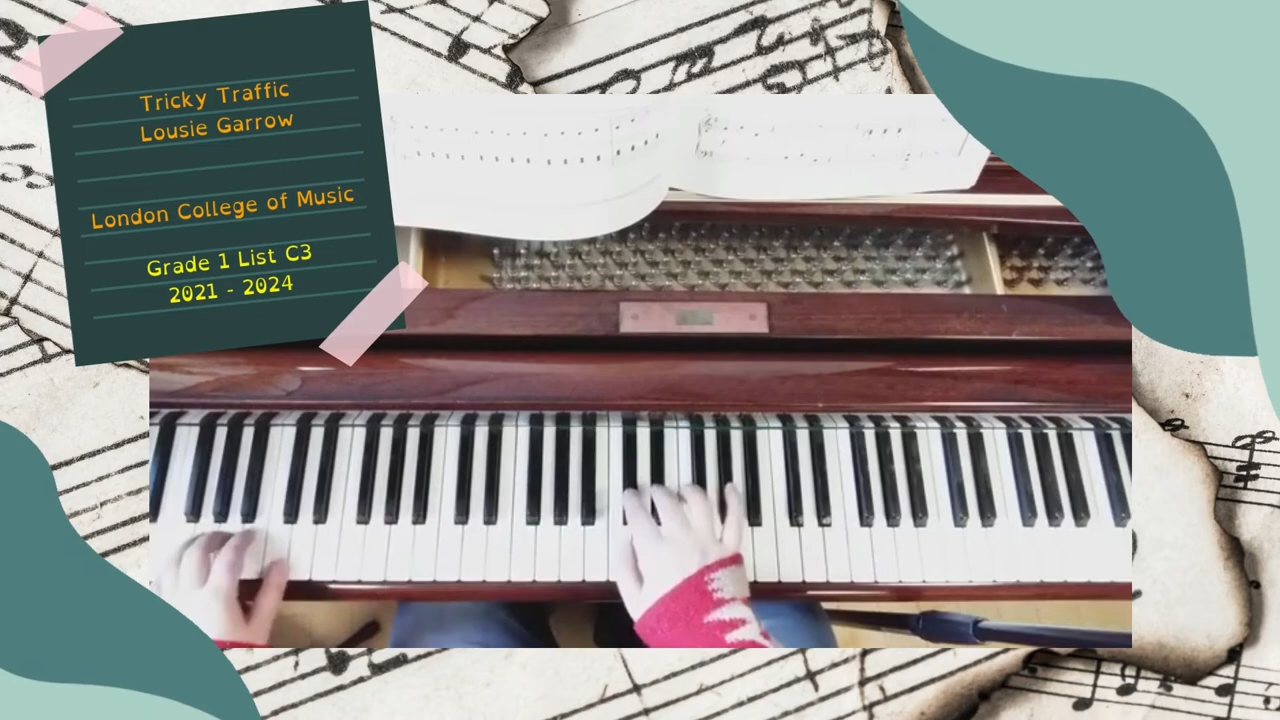 Tricky Traffic
Lousie Garrow
London College of Music
Grade 1 List C3
2021 - 2024